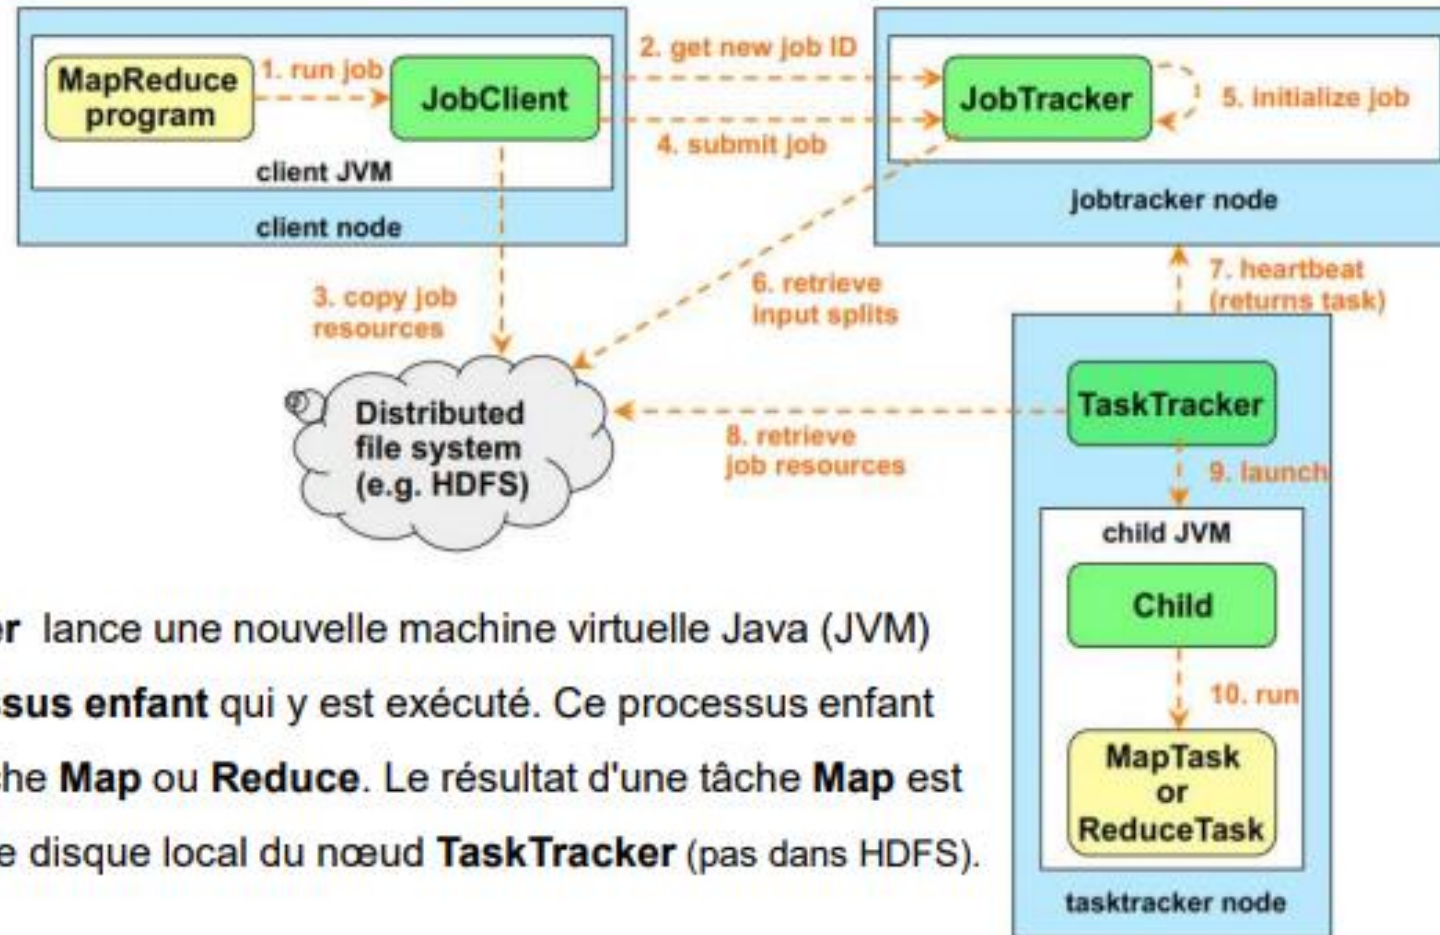 MapReduce
program
1. run job
JobClient
client JVM
client node
2. get new job ID
4. submit job
JobTracker
5. initialize job
jobtracker node
3. copy job
resources
6. retrieve
input splits
7. heartbeat
(returns task)
Distributed
file system
(e.g. HDFS)
8. retrieve
job resources
TaskTracker
9. launch
child JVM
Child
10. run
MapTask
or
ReduceTask
tasktracker node
lance une nouvelle machine virtuelle Java (JVM)
enfant qui y est exécuté. Ce processus enfant
Map ou Reduce. Le résultat d'une tâche Map est
disque local du nœud TaskTracker (pas dans HDFS).